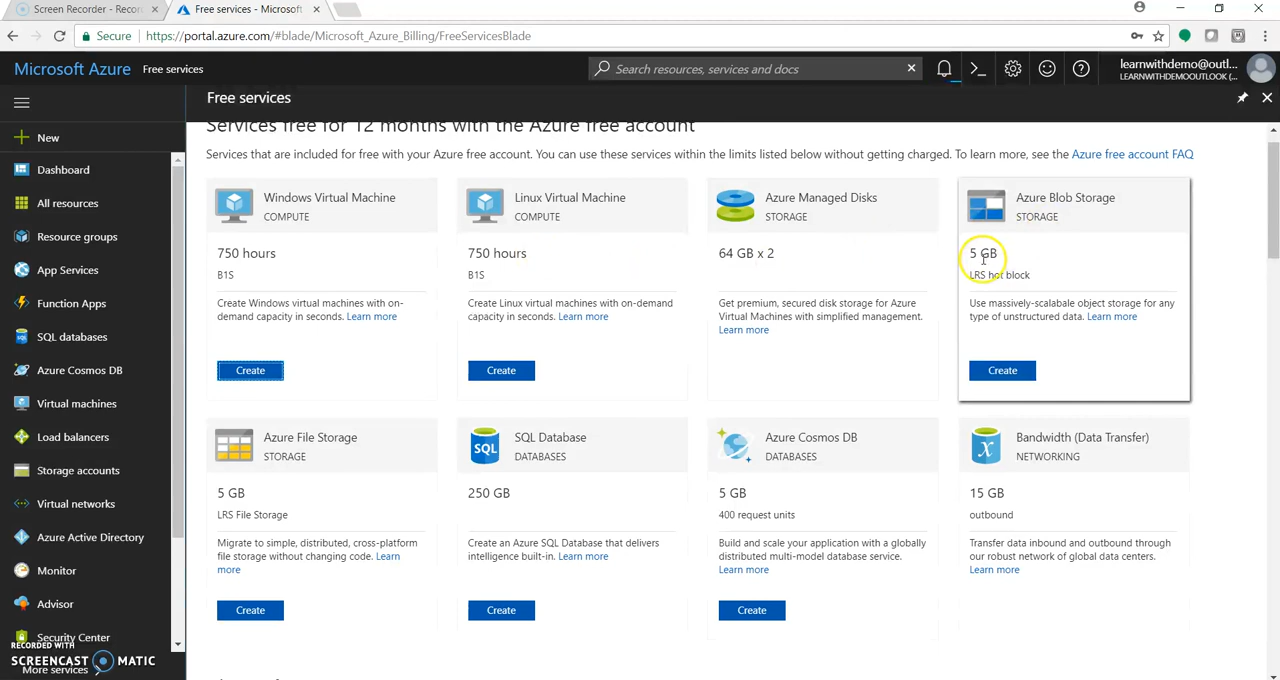 Screen Recorder - Recor
Free services - Microsoft
Secure
https://portal.azure.com/#blade/Microsoft_Azure_Billing/FreeServicesBlade
Microsoft Azure Free services
Search resources, services and docs
learnwithdemo@outl...
LEARNWITHDEMOOUTLOOK (...
Free services
New
Dashboard
All resources
Resource groups
App Services
Function Apps
SQL databases
Azure Cosmos DB
Virtual machines
Load balancers
Storage accounts
Virtual networks
Azure Active Directory
Monitor
Advisor
Security Center
More services
RECORDED WITH
SCREENCAST MATIC
Services free for 12 months with the Azure free account
Services that are included for free with your Azure free account. You can use these services within the limits listed below without getting charged. To learn more, see the Azure free account FAQ
Windows Virtual Machine
COMPUTE
750 hours
B1S
Create Windows virtual machines with on-
demand capacity in seconds. Learn more
Create
Linux Virtual Machine
COMPUTE
750 hours
B1S
Create Linux virtual machines with on-demand
capacity in seconds. Learn more
Create
Azure Managed Disks
STORAGE
64 GB x 2
Get premium, secured disk storage for Azure
Virtual Machines with simplified management.
Learn more
Azure Blob Storage
STORAGE
5 GB
LRS hot block
Use massively-scalabale object storage for any
type of unstructured data. Learn more
Create
Azure File Storage
STORAGE
5 GB
LRS File Storage
Migrate to simple, distributed, cross-platform
file storage without changing code. Learn
more
Create
SQL Database
DATABASES
SQL
250 GB
Create an Azure SQL Database that delivers
intelligence built-in. Learn more
Create
Azure Cosmos DB
DATABASES
5 GB
400 request units
Build and scale your application with a globally
distributed multi-model database service.
Learn more
Create
Bandwidth (Data Transfer)
NETWORKING
15 GB
outbound
Transfer data inbound and outbound through
our robust network of global data centers.
Learn more